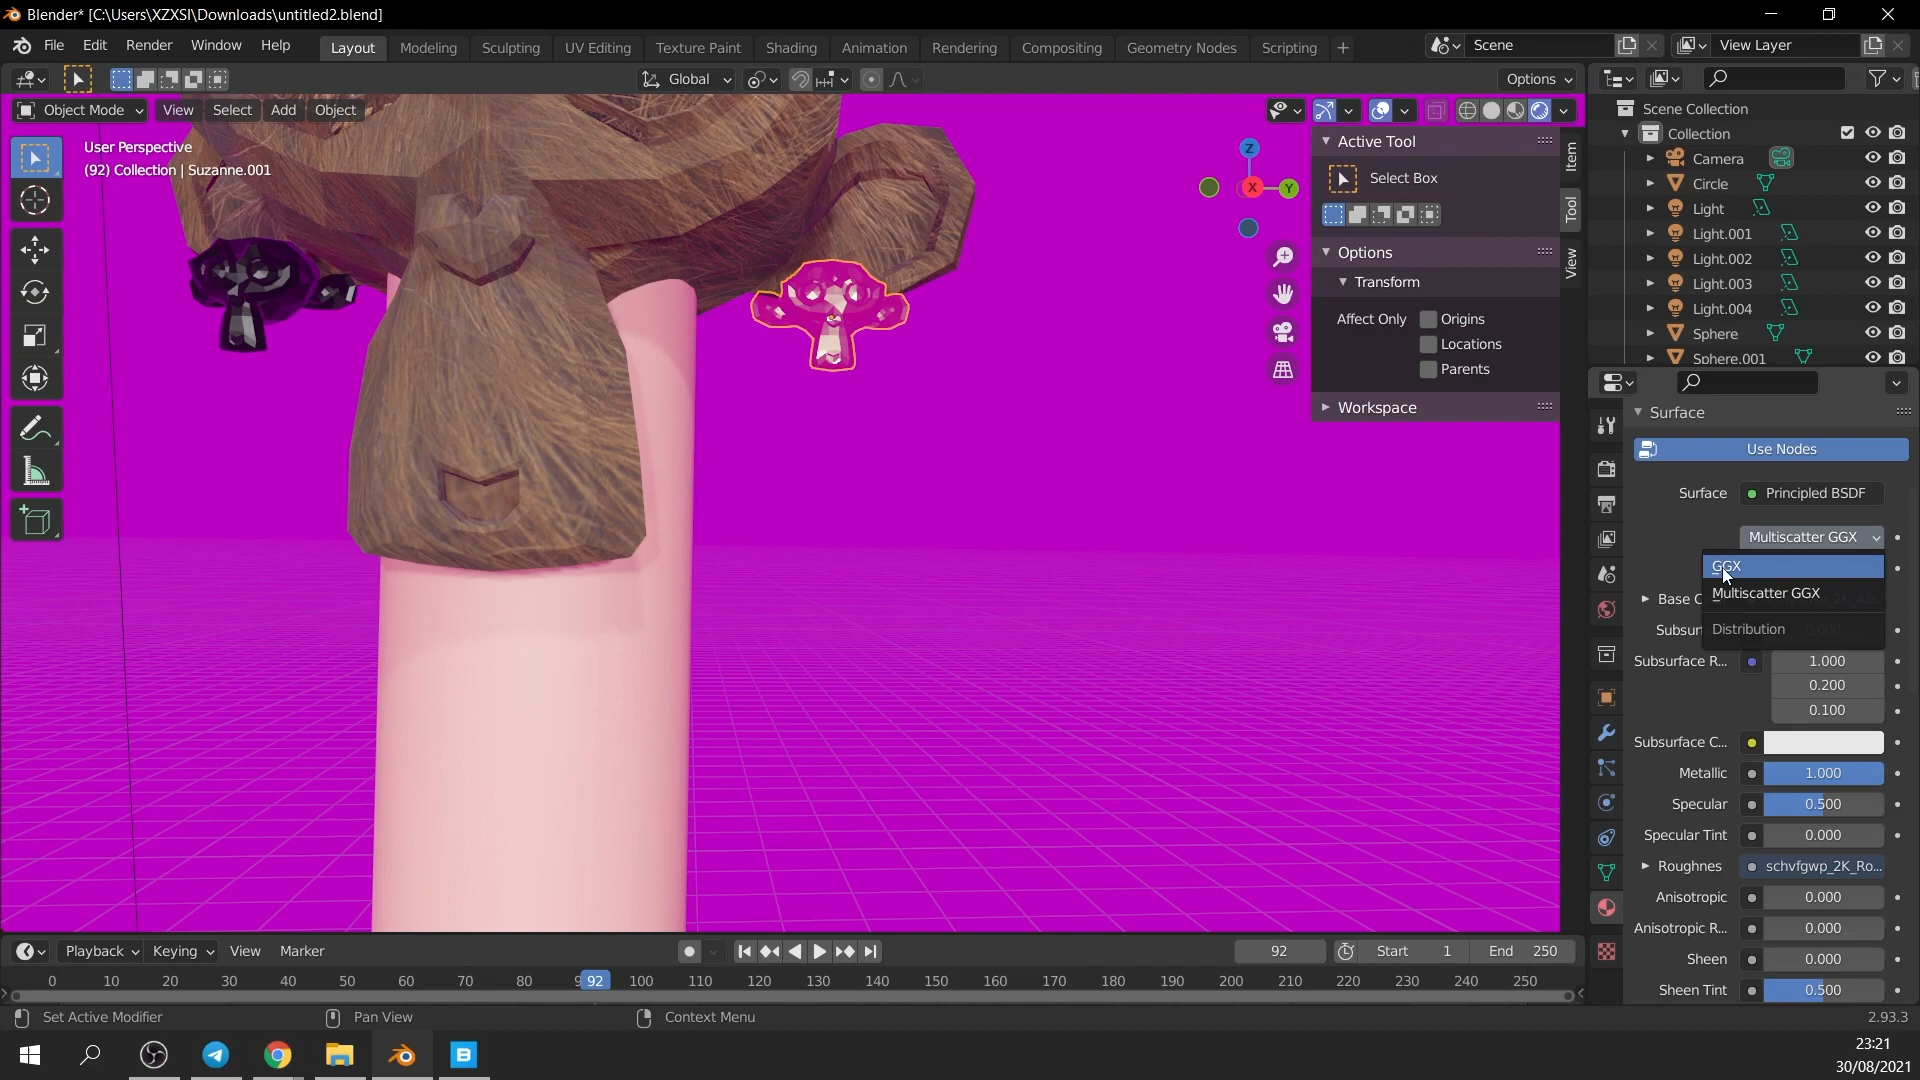 Blender* [C:\Users\XZXSI\Downloads\untitled2.blend]
File Edit Render Window Help
Layout Modeling Sculpting UV Editing Texture Paint Shading Animation Rendering Compositing Geometry Nodes Scripting +
Scene
View Layer
Global
Options
Object Mode View Select Add Object
User Perspective
(92) Collection | Suzanne.001
Z
X
Y
Active Tool
Select Box
Options
Transform
Affect Only Origins
Locations
Parents
Workspace
Item
Tool
View
Scene Collection
Collection
Camera
Circle
Light
Light.001
Light.002
Light.003
Light.004
Sphere
Sphere.001
Surface
Use Nodes
Surface Principled BSDF
Multiscatter GGX
GGX
Multiscatter GGX
Distribution
Base C
Subsur
Subsurface R... 1.000
0.200
0.100
Subsurface C...
Metallic 1.000
Specular 0.500
Specular Tint 0.000
Roughnes schvfgwp_2K_Ro...
Anisotropic 0.000
Anisotropic R... 0.000
Sheen 0.000
Sheen Tint 0.500
Playback Keying View Marker
92 Start 1 End 250
0 10 20 30 40 50 60 70 80 9 92 100 110 120 130 140 150 160 170 180 190 200 210 220 230 240 250
Set Active Modifier Pan View Context Menu 2.93.3
23:21
30/08/2021